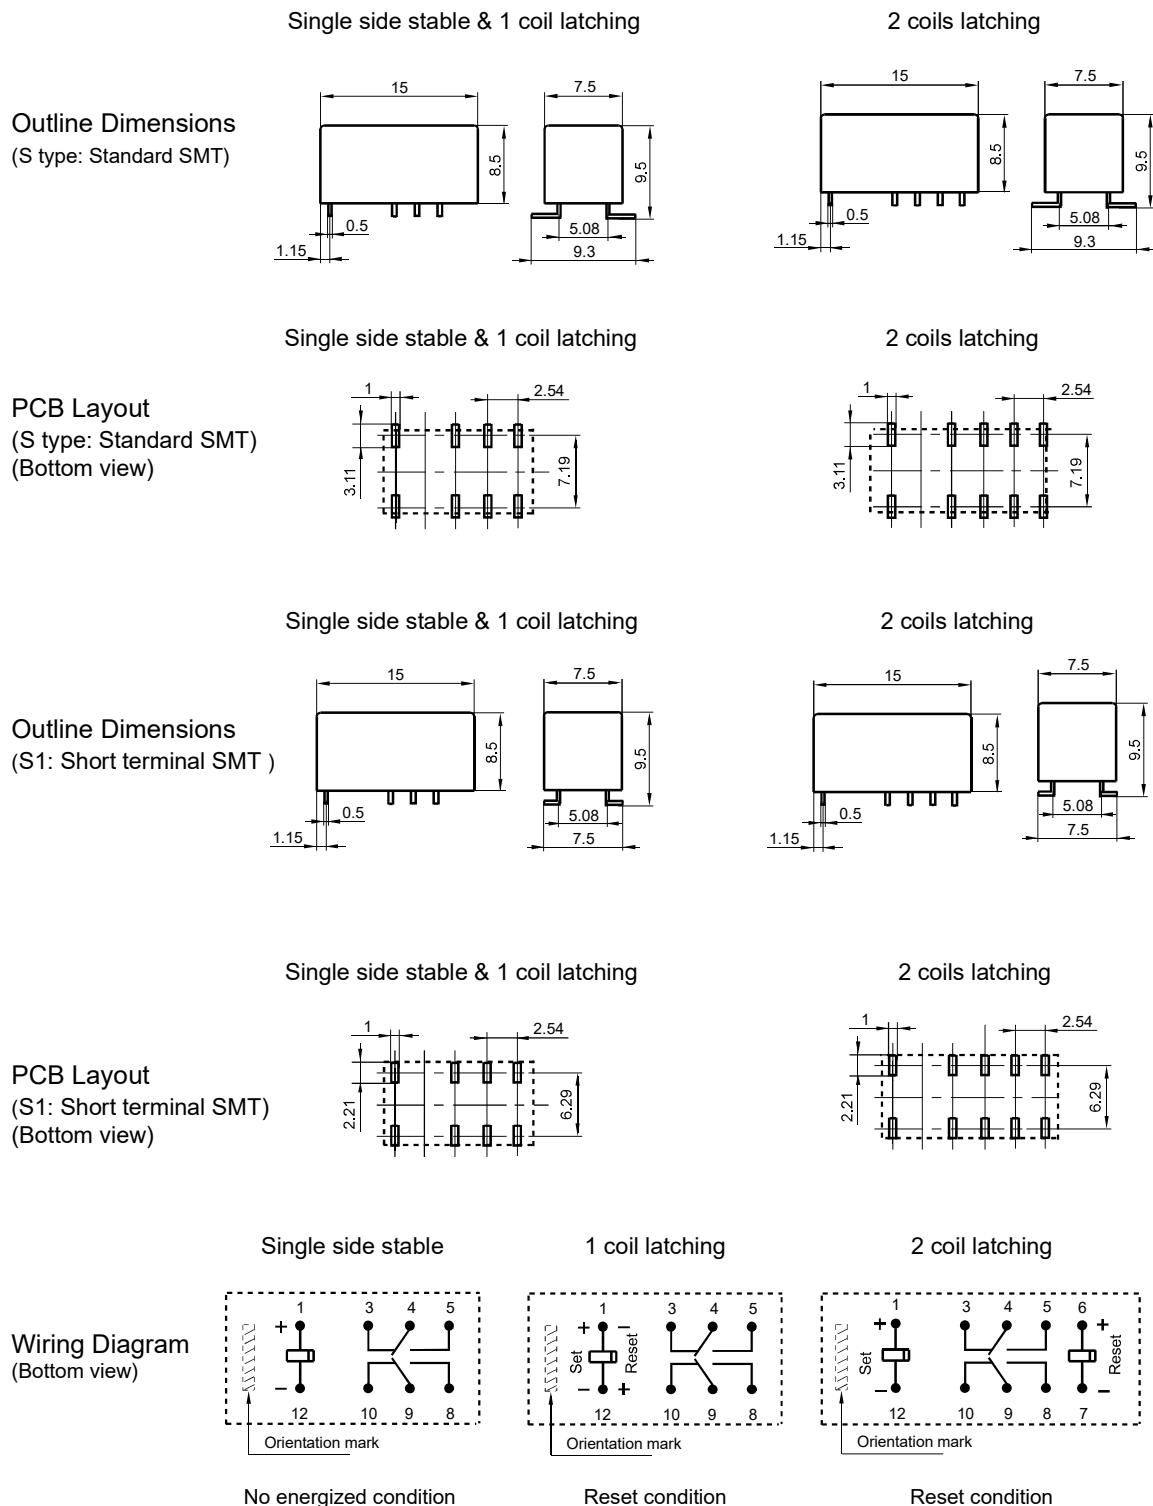 Single side stable & 1 coil latching
2 coils latching
Outline Dimensions
(S type: Standard SMT)
15
7.5
8.5
9.5
0.5
1.15
5.08
9.3
15
7.5
8.5
9.5
0.5
1.15
5.08
9.3
Single side stable & 1 coil latching
2 coils latching
PCB Layout
(S type: Standard SMT)
(Bottom view)
1
2.54
3.11
7.19
1
2.54
3.11
7.19
Single side stable & 1 coil latching
2 coils latching
Outline Dimensions
(S1: Short terminal SMT )
15
7.5
8.5
9.5
0.5
1.15
5.08
7.5
15
7.5
8.5
9.5
0.5
1.15
5.08
7.5
Single side stable & 1 coil latching
2 coils latching
PCB Layout
(S1: Short terminal SMT)
(Bottom view)
1
2.54
2.21
6.29
1
2.54
2.21
6.29
Single side stable
1 coil latching
2 coil latching
Wiring Diagram
(Bottom view)
1 3 4 5
+
−
12 10 9 8
Orientation mark
1 3 4 5
+ −
Set
Reset
− +
12 10 9 8
Orientation mark
1 3 4 5 6
+ +
Set
Reset
− −
12 10 9 8 7
Orientation mark
No energized condition
Reset condition
Reset condition